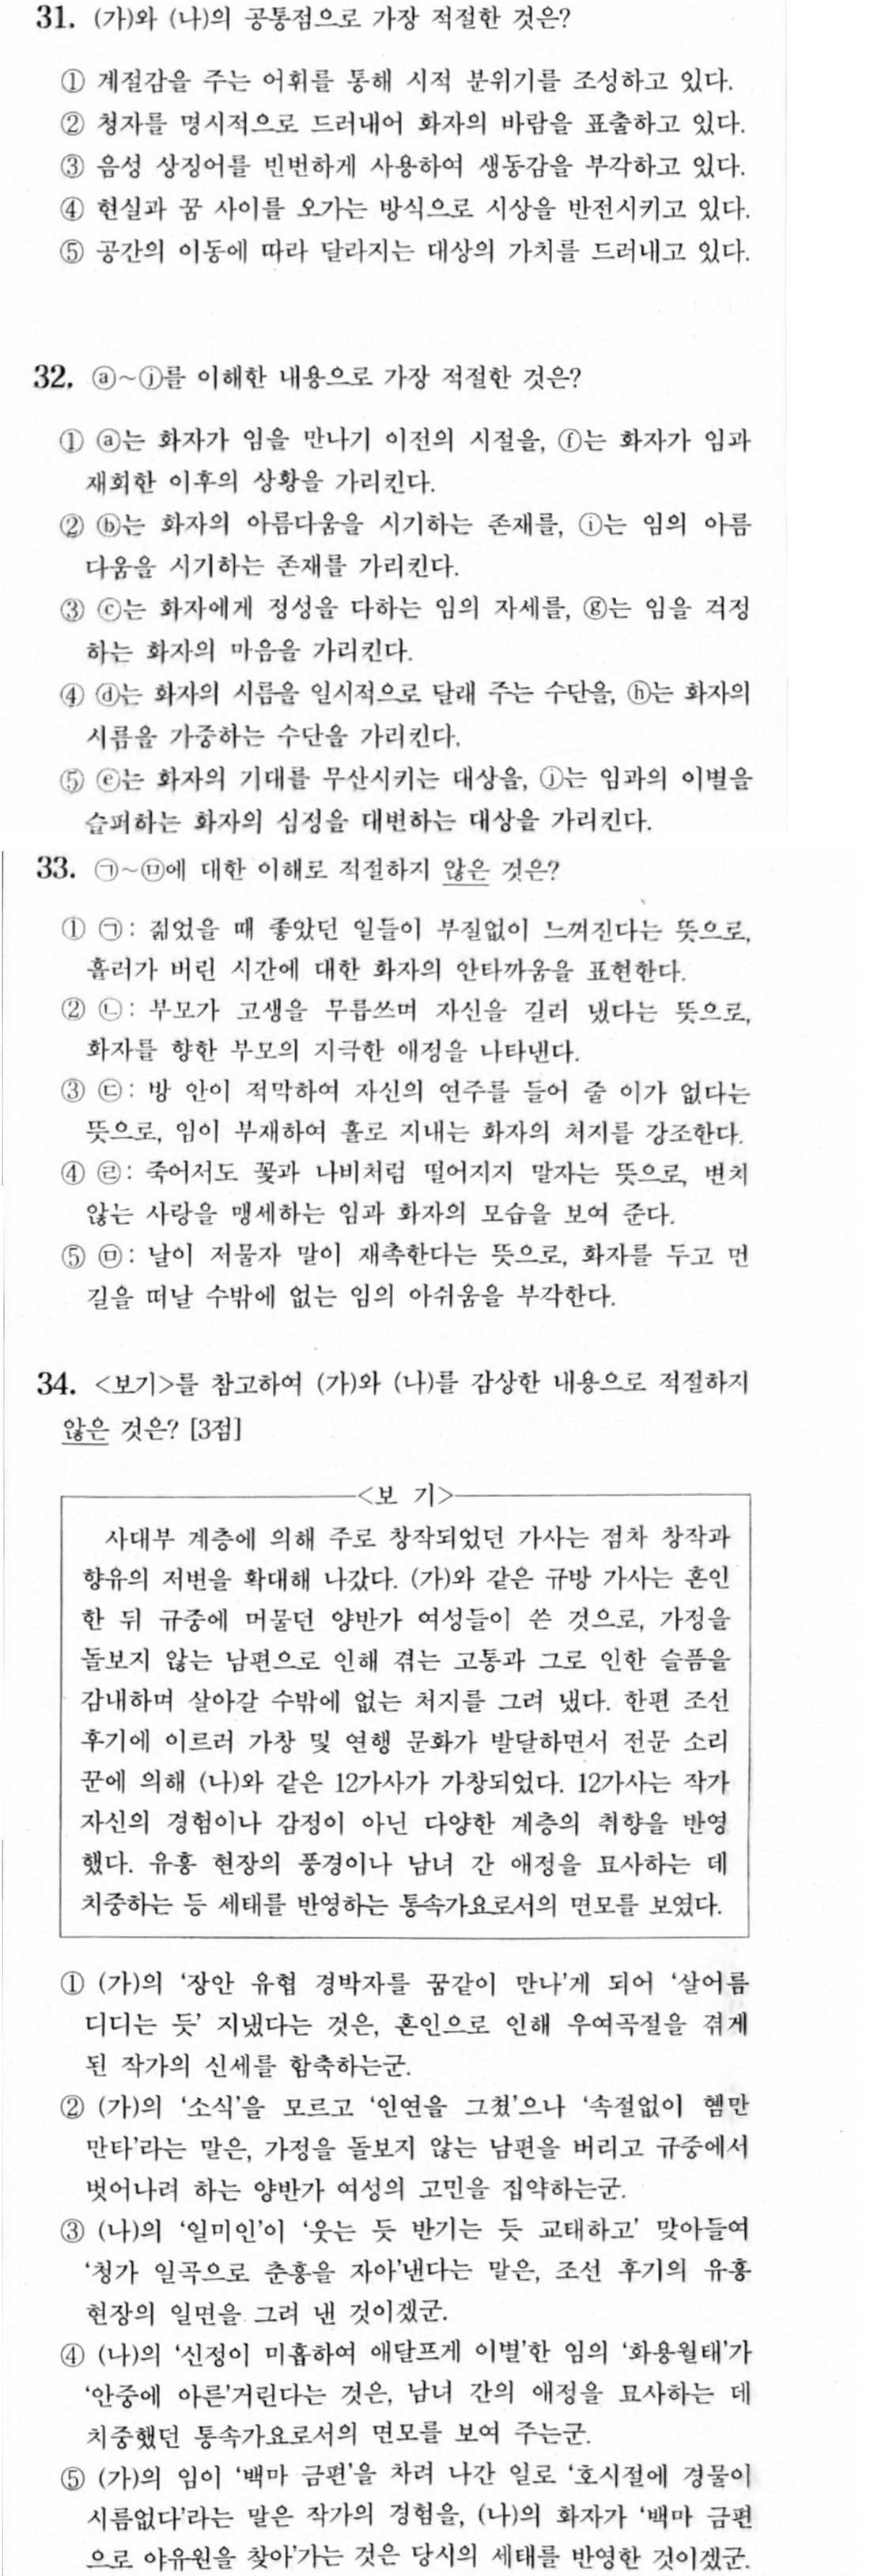 31. (가)와 (나)의 공통점으로 가장 적절한 것은?
① 계절감을 주는 어휘를 통해 시적 분위기를 조성하고 있다.
② 청자를 명시적으로 드러내어 화자의 바람을 표출하고 있다.
③ 음성 상징어를 빈번하게 사용하여 생동감을 부각하고 있다.
④ 현실과 꿈 사이를 오가는 방식으로 시상을 반전시키고 있다.
⑤ 공간의 이동에 따라 달라지는 대상의 가치를 드러내고 있다.
32. ⓐ~ⓙ를 이해한 내용으로 가장 적절한 것은?
① ⓐ는 화자가 임을 만나기 이전의 시절을, ⓕ는 화자가 임과
재회한 이후의 상황을 가리킨다.
② ⓑ는 화자의 아름다움을 시기하는 존재를, ⓘ는 임의 아름
다움을 시기하는 존재를 가리킨다.
③ ⓒ는 화자에게 정성을 다하는 임의 자세를, ⓖ는 임을 걱정
하는 화자의 마음을 가리킨다.
④ ⓓ는 화자의 시름을 일시적으로 달래 주는 수단을, ⓗ는 화자의
시름을 가중하는 수단을 가리킨다.
⑤ ⓔ는 화자의 기대를 무산시키는 대상을, ⓙ는 임과의 이별을
슬퍼하는 화자의 심정을 대변하는 대상을 가리킨다.
33. ㉠~㉤에 대한 이해로 적절하지 않은 것은?
① ㉠: 젊었을 때 좋았던 일들이 부질없이 느껴진다는 뜻으로,
흘러가 버린 시간에 대한 화자의 안타까움을 표현한다.
② ㉡: 부모가 고생을 무릅쓰며 자신을 길러 냈다는 뜻으로,
화자를 향한 부모의 지극한 애정을 나타낸다.
③ ㉢: 방 안이 적막하여 자신의 연주를 들어 줄 이가 없다는
뜻으로, 임이 부재하여 홀로 지내는 화자의 처지를 강조한다.
④ ㉣: 죽어서도 꽃과 나비처럼 떨어지지 말자는 뜻으로, 변치
않는 사랑을 맹세하는 임과 화자의 모습을 보여 준다.
⑤ ㉤: 날이 저물자 말이 재촉한다는 뜻으로, 화자를 두고 먼
길을 떠날 수밖에 없는 임의 아쉬움을 부각한다.
34. <보기>를 참고하여 (가)와 (나)를 감상한 내용으로 적절하지
않은 것은? [3점]
<보 기>
사대부 계층에 의해 주로 창작되었던 가사는 점차 창작과
향유의 저변을 확대해 나갔다. (가)와 같은 규방 가사는 혼인
한 뒤 규중에 머물던 양반가 여성들이 쓴 것으로, 가정을
돌보지 않는 남편으로 인해 겪는 고통과 그로 인한 슬픔을
감내하며 살아갈 수밖에 없는 처지를 그려 냈다. 한편 조선
후기에 이르러 가창 및 연행 문화가 발달하면서 전문 소리
꾼에 의해 (나)와 같은 12가사가 가창되었다. 12가사는 작가
자신의 경험이나 감정이 아닌 다양한 계층의 취향을 반영
했다. 유흥 현장의 풍경이나 남녀 간 애정을 묘사하는 데
치중하는 등 세태를 반영하는 통속가요로서의 면모를 보였다.
① (가)의 ‘장안 유협 경박자를 꿈같이 만나’게 되어 ‘살어름
디디는 듯’ 지냈다는 것은, 혼인으로 인해 우여곡절을 겪게
된 작가의 신세를 함축하는군.
② (가)의 ‘소식’을 모르고 ‘인연을 그쳤’으나 ‘속절없이 혬만
만타’라는 말은, 가정을 돌보지 않는 남편을 버리고 규중에서
벗어나려 하는 양반가 여성의 고민을 집약하는군.
③ (나)의 ‘일미인’이 ‘웃는 듯 반기는 듯 교태하고’ 맞아들여
‘청가 일곡으로 춘흥을 자아’낸다는 말은, 조선 후기의 유흥
현장의 일면을 그려 낸 것이겠군.
④ (나)의 ‘신정이 미흡하여 애달프게 이별’한 임의 ‘화용월태’가
‘안중에 아른’거린다는 것은, 남녀 간의 애정을 묘사하는 데
치중했던 통속가요로서의 면모를 보여 주는군.
⑤ (가)의 임이 ‘백마 금편’을 차려 나간 일로 ‘호시절에 경물이
시름없다’라는 말은 작가의 경험을, (나)의 화자가 ‘백마 금편
으로 야유원을 찾아’가는 것은 당시의 세태를 반영한 것이겠군.